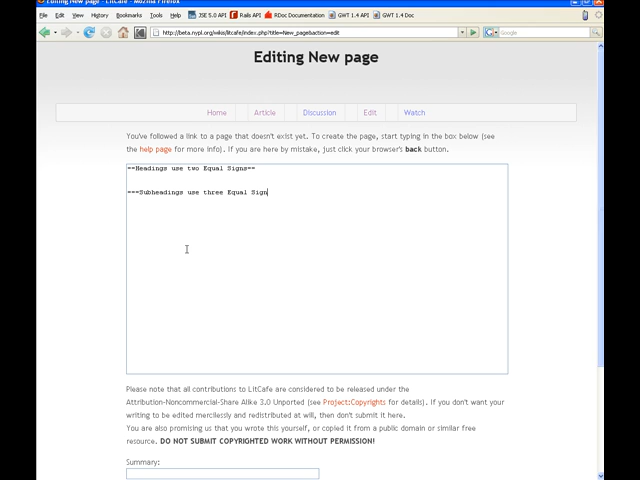 Editing New page - LitCafe - Mozilla Firefox
File Edit View History Bookmarks Tools Help JSE 5.0 API Rails API RDoc Documentation GWT 1.4 API GWT 1.4 Doc
http://beta.nypl.org/wikis/litcafe/index.php?title=New_page&action=edit Google
Editing New page
Home Article Discussion Edit Watch
You've followed a link to a page that doesn't exist yet. To create the page, start typing in the box below (see
the help page for more info). If you are here by mistake, just click your browser's back button.
==Headings use two Equal Signs==
===Subheadings use three Equal Sign
Please note that all contributions to LitCafe are considered to be released under the
Attribution-Noncommercial-Share Alike 3.0 Unported (see Project:Copyrights for details). If you don't want your
writing to be edited mercilessly and redistributed at will, then don't submit it here.
You are also promising us that you wrote this yourself, or copied it from a public domain or similar free
resource. DO NOT SUBMIT COPYRIGHTED WORK WITHOUT PERMISSION!
Summary: